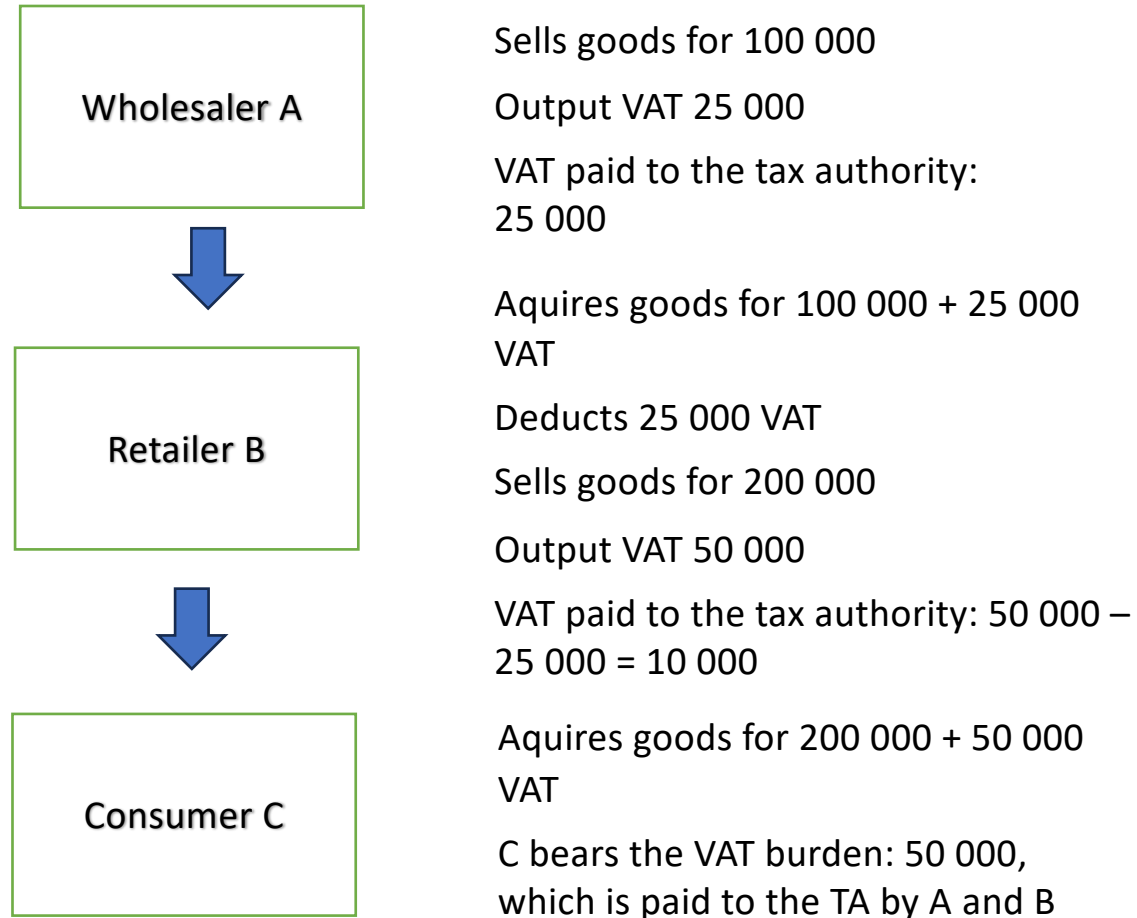 Wholesaler A
Sells goods for 100 000
Output VAT 25 000
VAT paid to the tax authority:
25 000
Retailer B
Aquires goods for 100 000 + 25 000
VAT
Deducts 25 000 VAT
Sells goods for 200 000
Output VAT 50 000
VAT paid to the tax authority: 50 000 –
25 000 = 10 000
Consumer C
Aquires goods for 200 000 + 50 000
VAT
C bears the VAT burden: 50 000,
which is paid to the TA by A and B